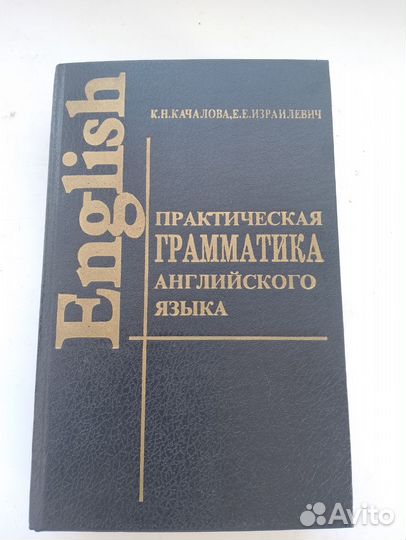 English
К.Н.КАЧАЛОВА,Е.Е.ИЗРАИЛЕВИЧ
ПРАКТИЧЕСКАЯ
ГРАММАТИКА
АНГЛИЙСКОГО
ЯЗЫКА
Avito